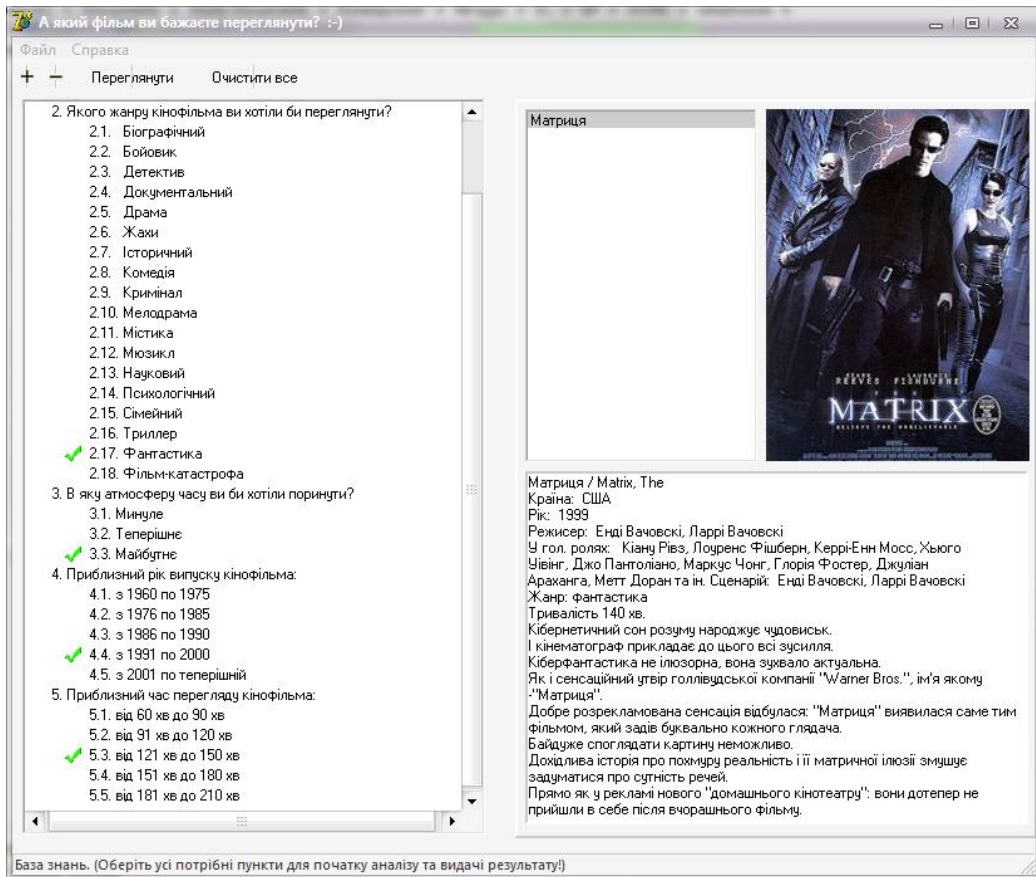 А який фільм ви бажаєте переглянути? :-)
Файл Справка
+ − Переглянути Очистити все
2. Якого жанру кінофільма ви хотіли би переглянути?
2.1. Біографічний
2.2. Бойовик
2.3. Детектив
2.4. Документальний
2.5. Драма
2.6. Жахи
2.7. Історичний
2.8. Комедія
2.9. Кримінал
2.10. Мелодрама
2.11. Містика
2.12. Мюзикл
2.13. Науковий
2.14. Психологічний
2.15. Сімейний
2.16. Триллер
2.17. Фантастика
2.18. Фільм-катастрофа
3. В яку атмосферу часу ви би хотіли поринути?
3.1. Минуле
3.2. Теперішнє
3.3. Майбутнє
4. Приблизний рік випуску кінофільма:
4.1. з 1960 по 1975
4.2. з 1976 по 1985
4.3. з 1986 по 1990
4.4. з 1991 по 2000
4.5. з 2001 по теперішній
5. Приблизний час перегляду кінофільма:
5.1. від 60 хв до 90 хв
5.2. від 91 хв до 120 хв
5.3. від 121 хв до 150 хв
5.4. від 151 хв до 180 хв
5.5. від 181 хв до 210 хв
Матриця
KEANU LAURENCE
REEVES FISHBURNE
THE
MATRIX
BELIEVE THE UNBELIEVABLE
Матриця / Matrix, The
Країна: США
Рік: 1999
Режисер: Енді Вачовскі, Ларрі Вачовскі
У гол. ролях: Кіану Рівз, Лоуренс Фішберн, Керрі-Енн Мосс, Хьюго
Уівінг, Джо Пантоліано, Маркус Чонг, Глорія Фостер, Джуліан
Араханга, Метт Доран та ін. Сценарій: Енді Вачовскі, Ларрі Вачовскі
Жанр: фантастика
Тривалість 140 хв.
Кібернетичний сон розуму народжує чудовиськ.
І кінематограф прикладає до цього всі зусилля.
Кіберфантастика не ілюзорна, вона зухвало актуальна.
Як і сенсаційний утвір голлівудської компанії "Warner Bros.", ім'я якому
-"Матриця".
Добре розрекламована сенсація відбулася: "Матриця" виявилася саме тим
фільмом, який задів буквально кожного глядача.
Байдуже споглядати картину неможливо.
Дохідлива історія про похмуру реальність і її матричної ілюзії змушує
задуматися про сутність речей.
Прямо як у рекламі нового "домашнього кінотеатру": вони дотепер не
прийшли в себе після вчорашнього фільму.
База знань. (Оберіть усі потрібні пункти для початку аналізу та видачі результату!)